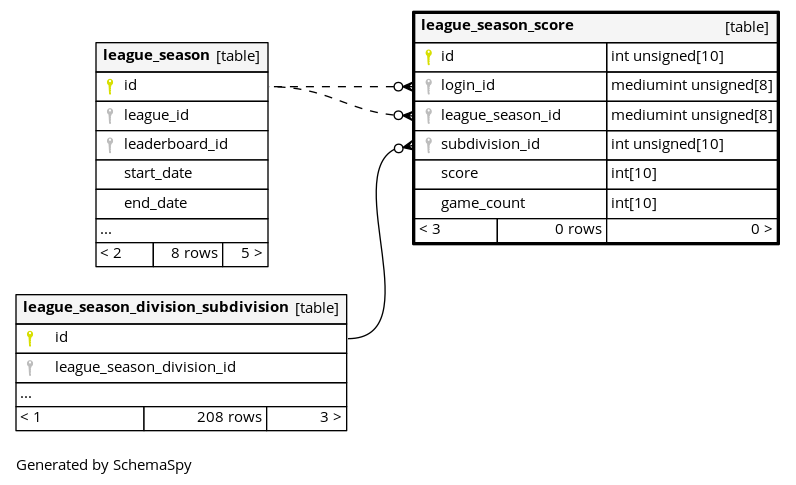 league_season [table]
id
league_id
leaderboard_id
start_date
end_date
...
< 2 8 rows 5 >
league_season_score [table]
id int unsigned[10]
login_id mediumint unsigned[8]
league_season_id mediumint unsigned[8]
subdivision_id int unsigned[10]
score int[10]
game_count int[10]
< 3 0 rows 0 >
league_season_division_subdivision [table]
id
league_season_division_id
...
< 1 208 rows 3 >
Generated by SchemaSpy